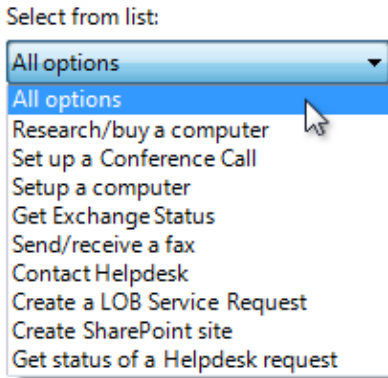 Select from list:
All options
All options
Research/buy a computer
Set up a Conference Call
Setup a computer
Get Exchange Status
Send/receive a fax
Contact Helpdesk
Create a LOB Service Request
Create SharePoint site
Get status of a Helpdesk request